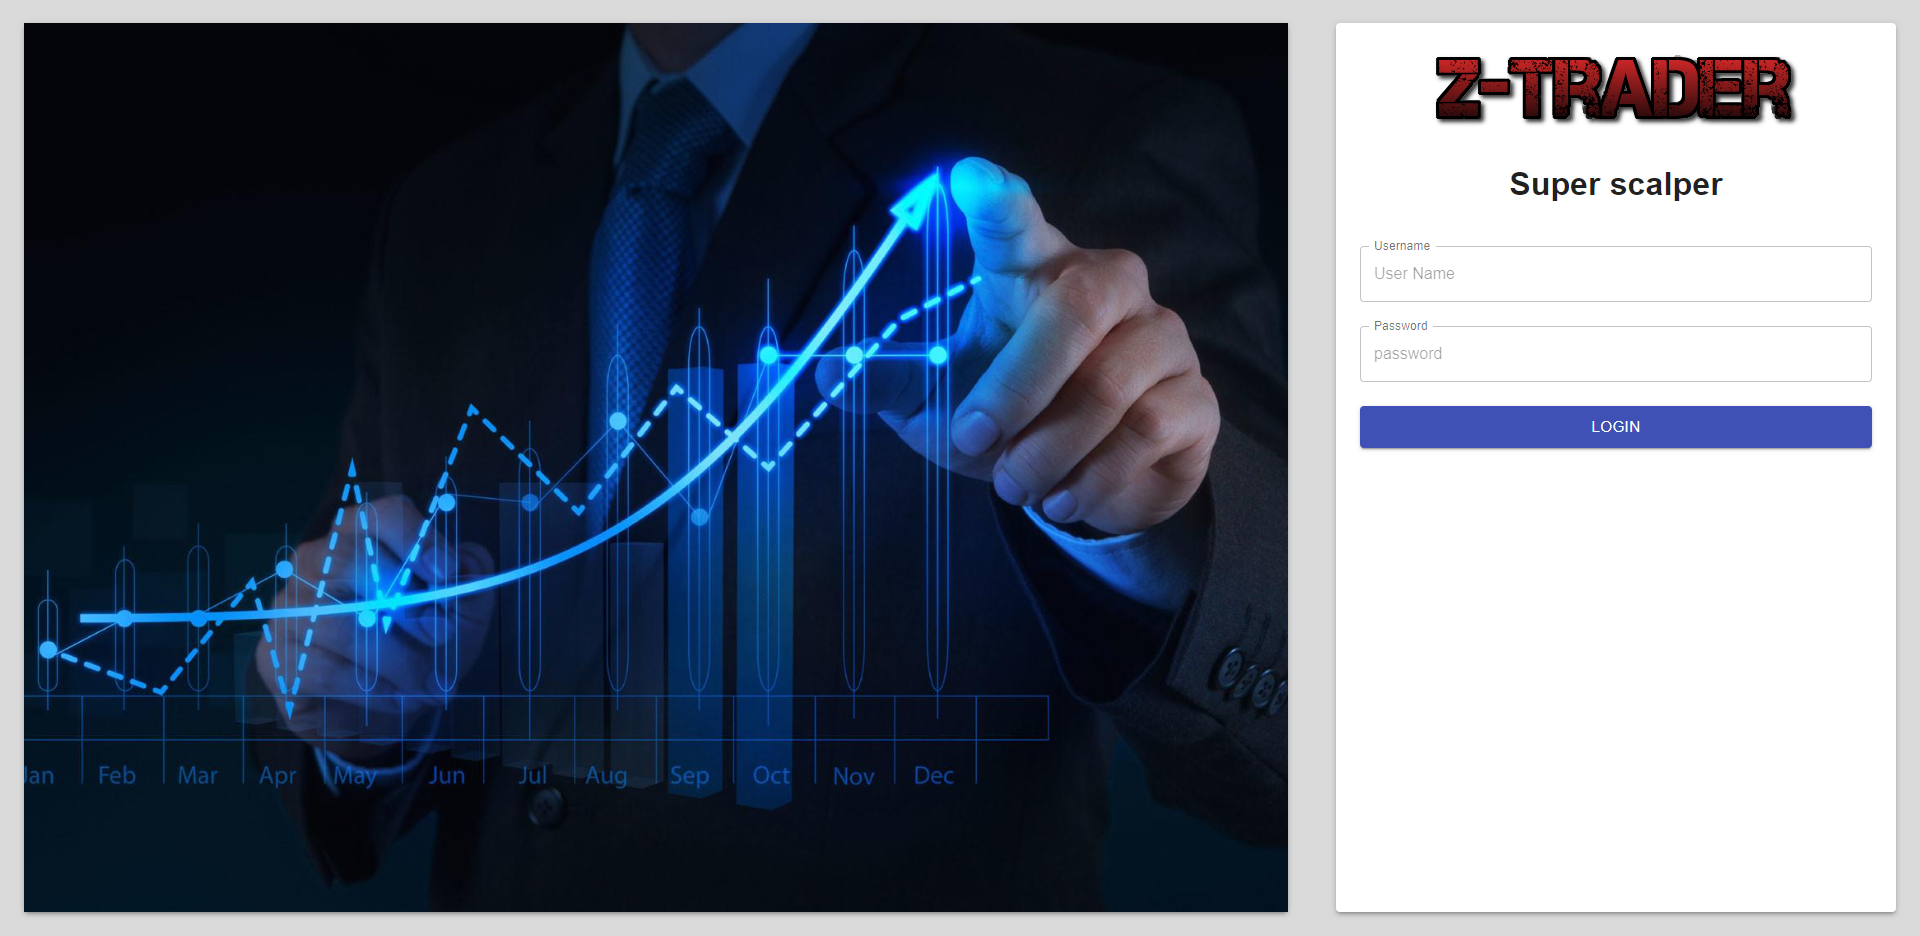 Jan Feb Mar Apr May Jun Jul Aug Sep Oct Nov Dec
Z-TRADER
Super scalper
Username
User Name
Password
password
LOGIN